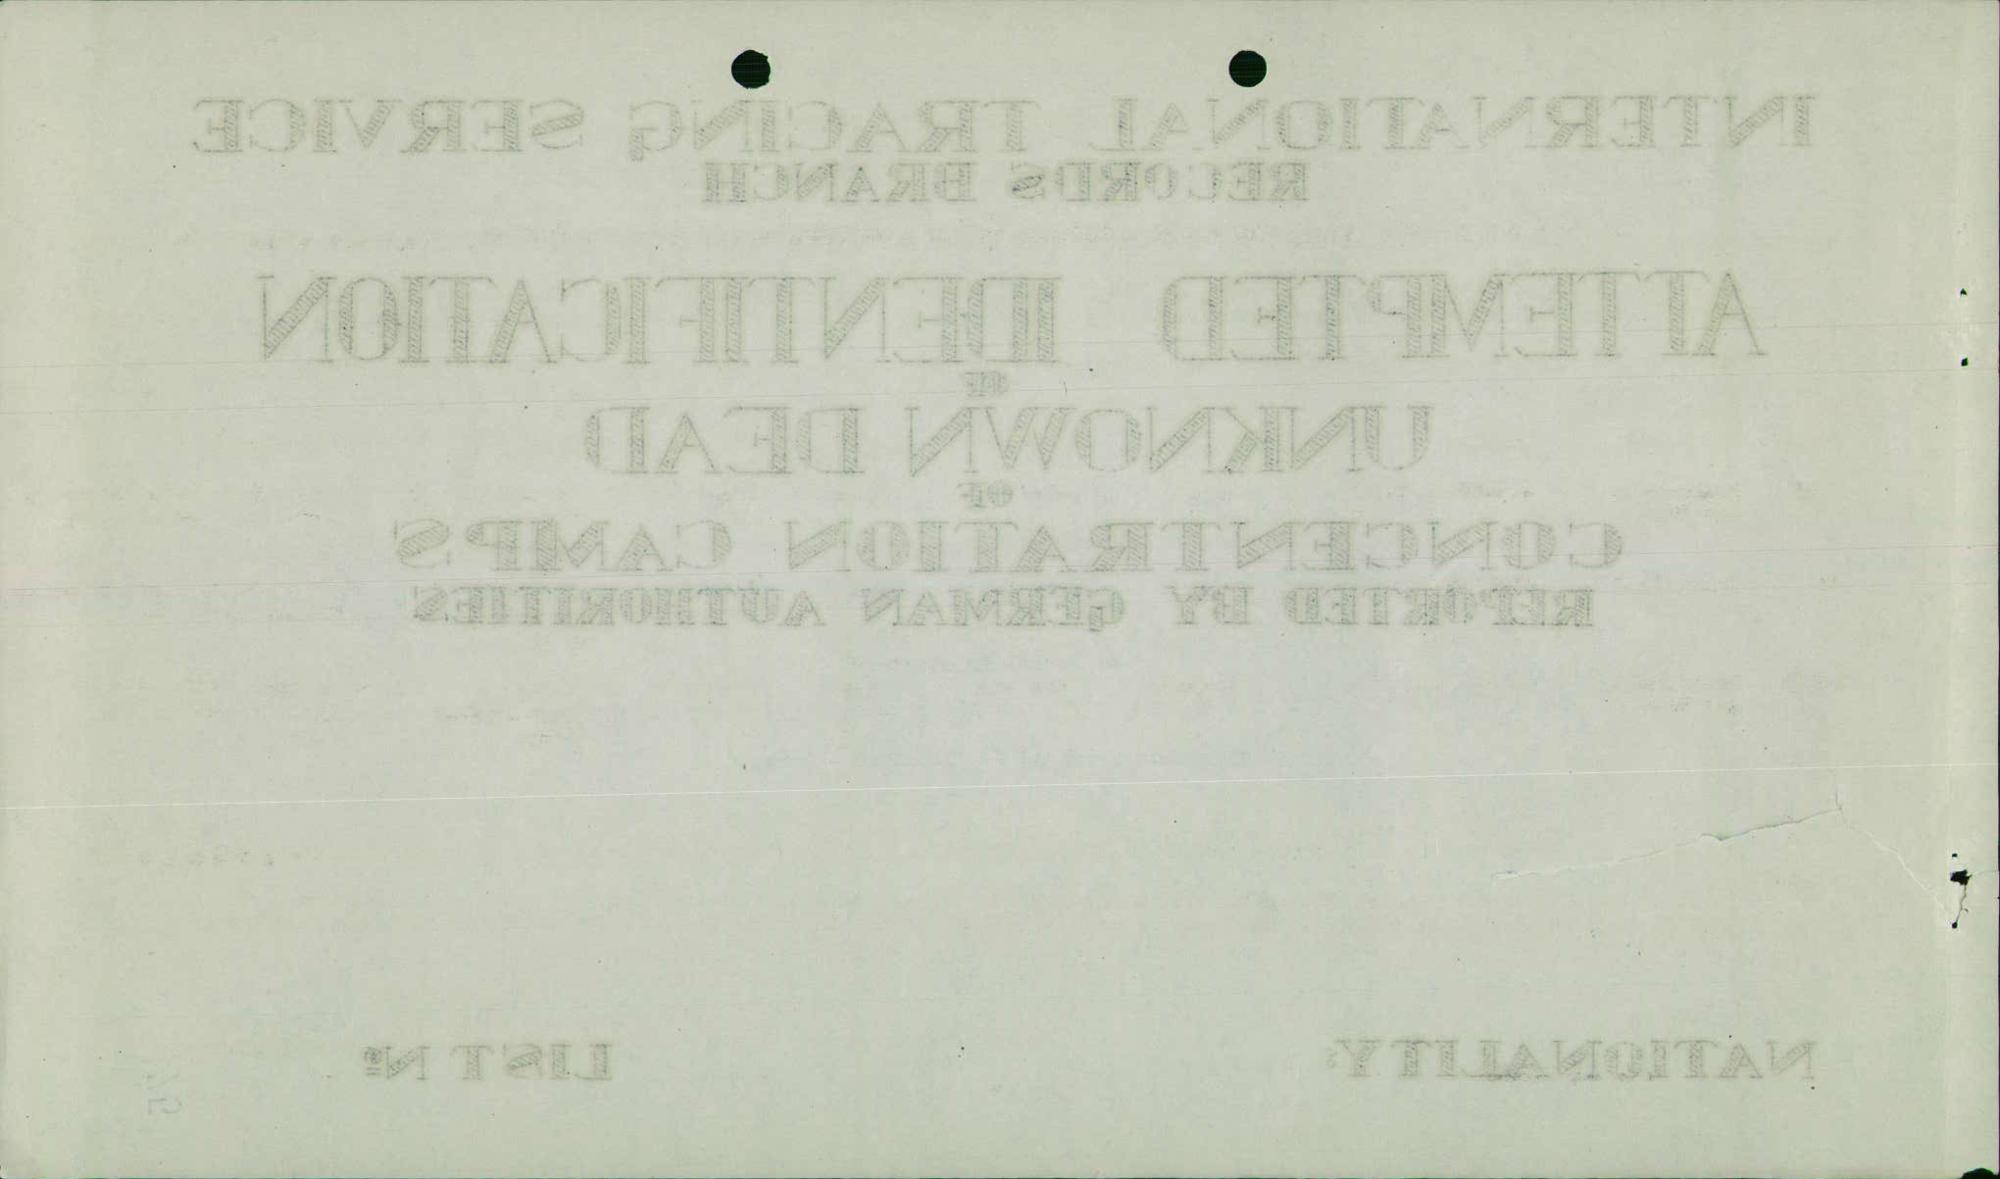 INTERNATIONAL TRACING SERVICE
RECORDS BRANCH
ATTEMPTED IDENTIFICATION
OF
UNKNOWN DEAD
OF
CONCENTRATION CAMPS
REPORTED BY GERMAN AUTHORITIES
NATIONALITY: LIST Nº